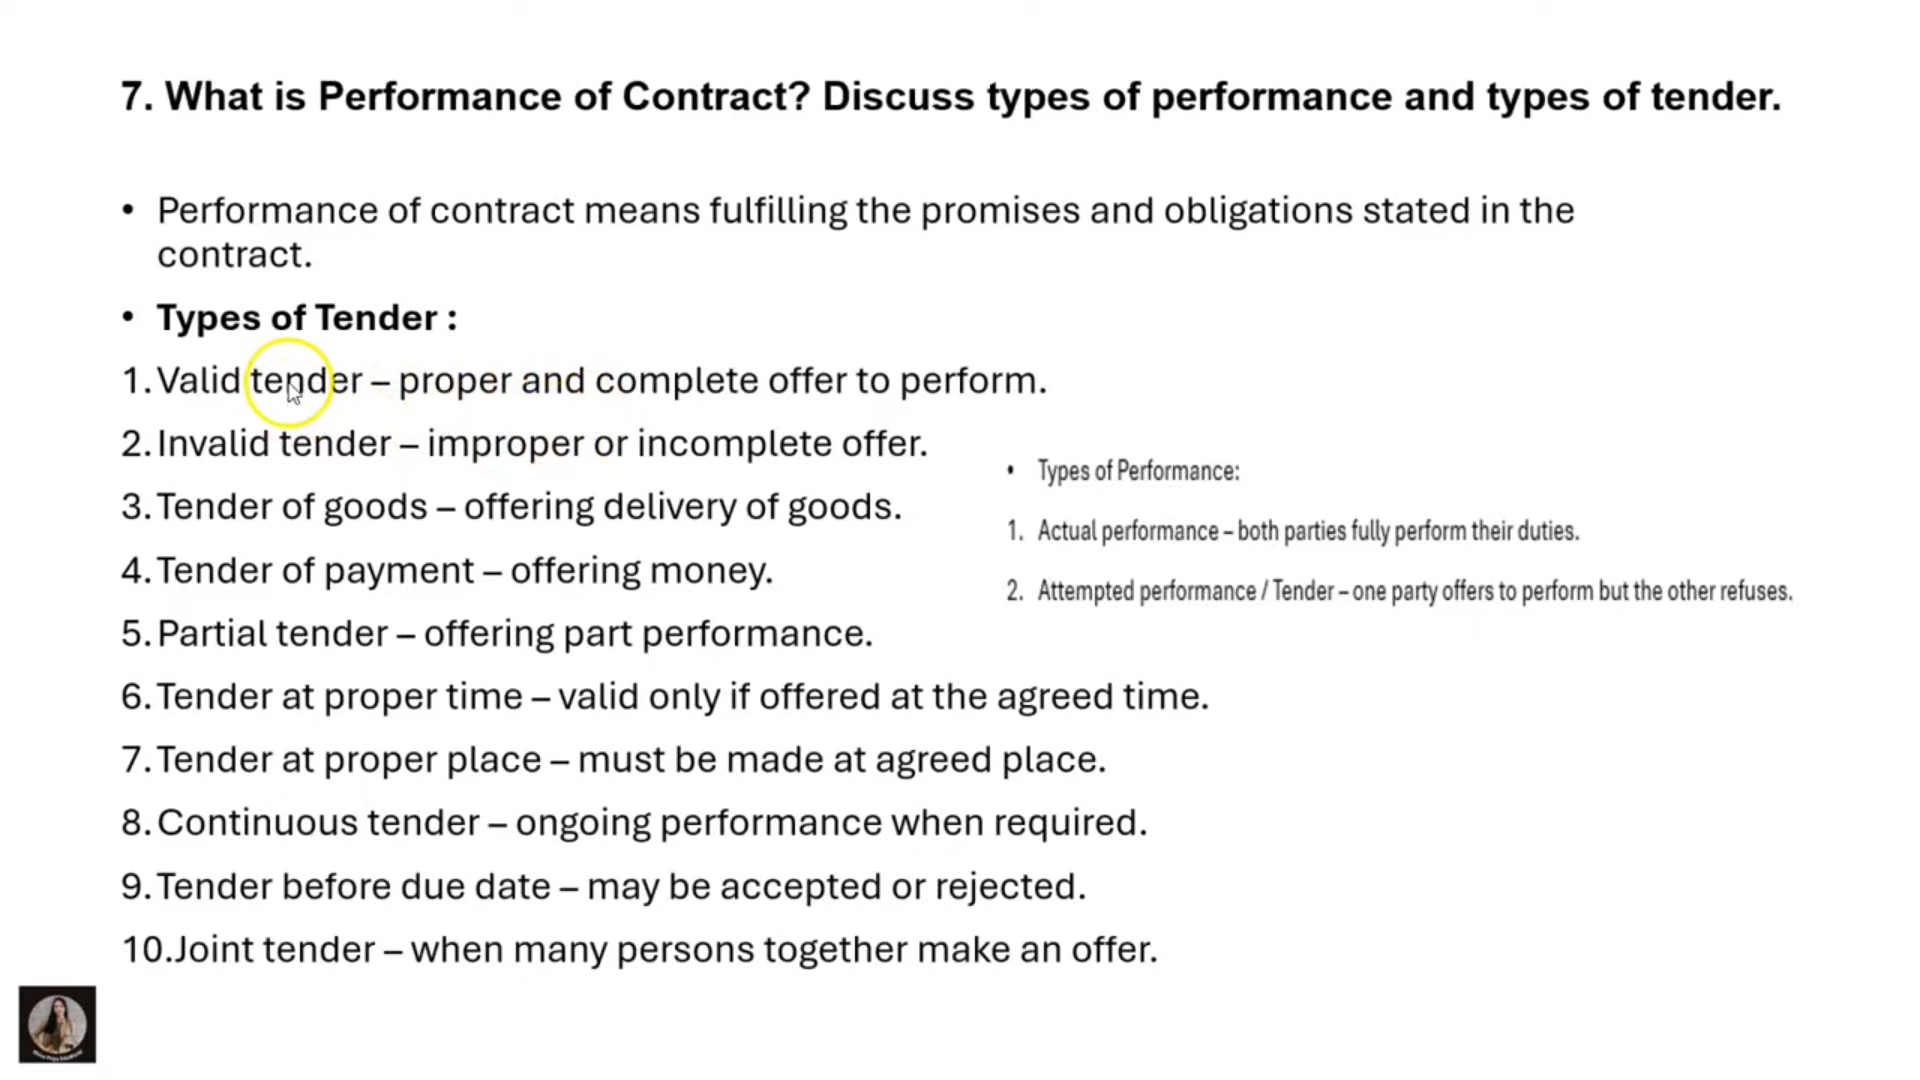 7. What is Performance of Contract? Discuss types of performance and types of tender.
• Performance of contract means fulfilling the promises and obligations stated in the
contract.
• Types of Tender :
1. Valid tender – proper and complete offer to perform.
2. Invalid tender – improper or incomplete offer.
3. Tender of goods – offering delivery of goods.
4. Tender of payment – offering money.
5. Partial tender – offering part performance.
6. Tender at proper time – valid only if offered at the agreed time.
7. Tender at proper place – must be made at agreed place.
8. Continuous tender – ongoing performance when required.
9. Tender before due date – may be accepted or rejected.
10.Joint tender – when many persons together make an offer.
• Types of Performance:
1. Actual performance – both parties fully perform their duties.
2. Attempted performance / Tender – one party offers to perform but the other refuses.